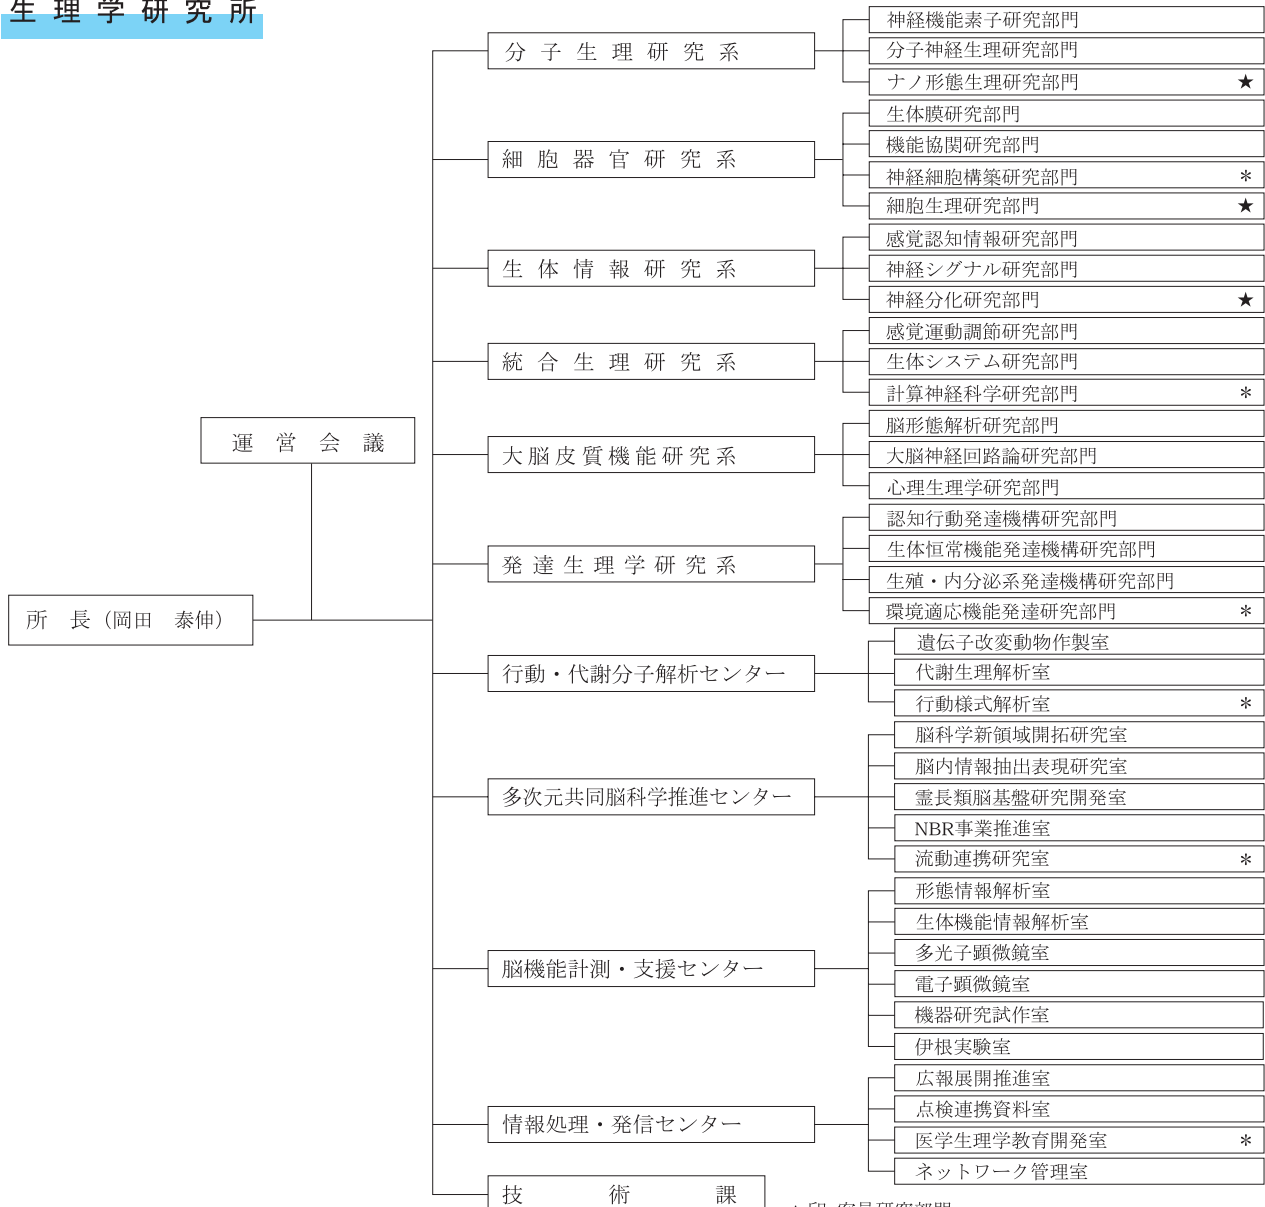 生理学研究所
分子生理研究系
神経機能素子研究部門
分子神経生理研究部門
ナノ形態生理研究部門 ★
細胞器官研究系
生体膜研究部門
機能協関研究部門
神経細胞構築研究部門 *
細胞生理研究部門 ★
生体情報研究系
感覚認知情報研究部門
神経シグナル研究部門
神経分化研究部門 ★
統合生理研究系
感覚運動調節研究部門
生体システム研究部門
計算神経科学研究部門 *
運営会議
大脳皮質機能研究系
脳形態解析研究部門
大脳神経回路論研究部門
心理生理学研究部門
発達生理学研究系
認知行動発達機構研究部門
生体恒常機能発達機構研究部門
生殖・内分泌系発達機構研究部門
環境適応機能発達研究部門 *
所 長（岡田 泰伸）
行動・代謝分子解析センター
遺伝子改変動物作製室
代謝生理解析室
行動様式解析室 *
多次元共同脳科学推進センター
脳科学新領域開拓研究室
脳内情報抽出表現研究室
霊長類脳基盤研究開発室
NBR事業推進室
流動連携研究室 *
脳機能計測・支援センター
形態情報解析室
生体機能情報解析室
多光子顕微鏡室
電子顕微鏡室
機器研究試作室
伊根実験室
情報処理・発信センター
広報展開推進室
点検連携資料室
医学生理学教育開発室 *
ネットワーク管理室
技術課